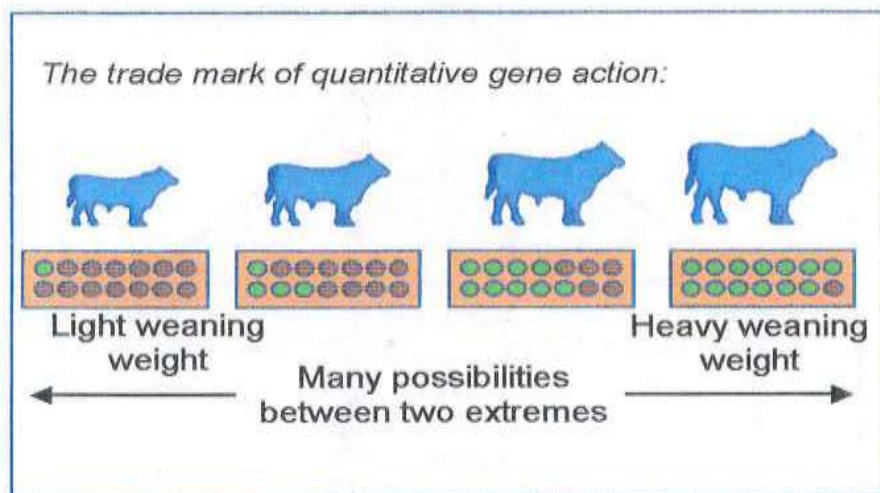 The trade mark of quantitative gene action:
Light weaning
weight
Heavy weaning
weight
Many possibilities
between two extremes